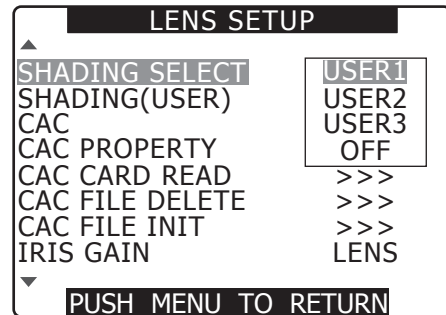 LENS SETUP
SHADING SELECT USER1
SHADING(USER) USER2
CAC USER3
CAC PROPERTY OFF
CAC CARD READ >>>
CAC FILE DELETE >>>
CAC FILE INIT >>>
IRIS GAIN LENS
PUSH MENU TO RETURN